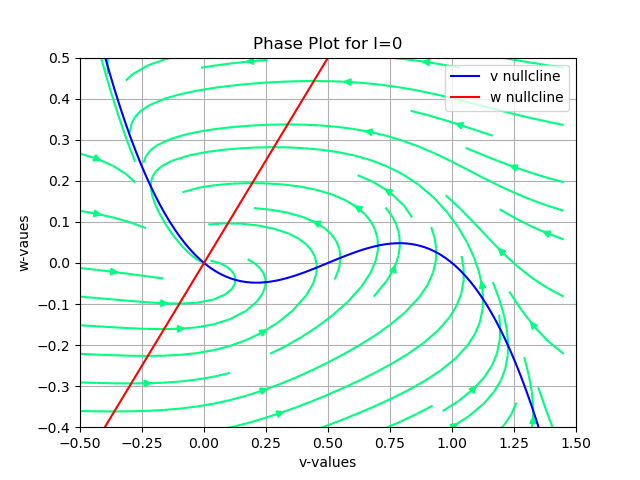 Phase Plot for I=0
v nullcline
w nullcline
w-vaues
0.5
0.4
0.3
0.2
0.1
0.0
−0.1
−0.2
−0.3
−0.4
−0.50 −0.25 0.00 0.25 0.50 0.75 1.00 1.25 1.50
v-values